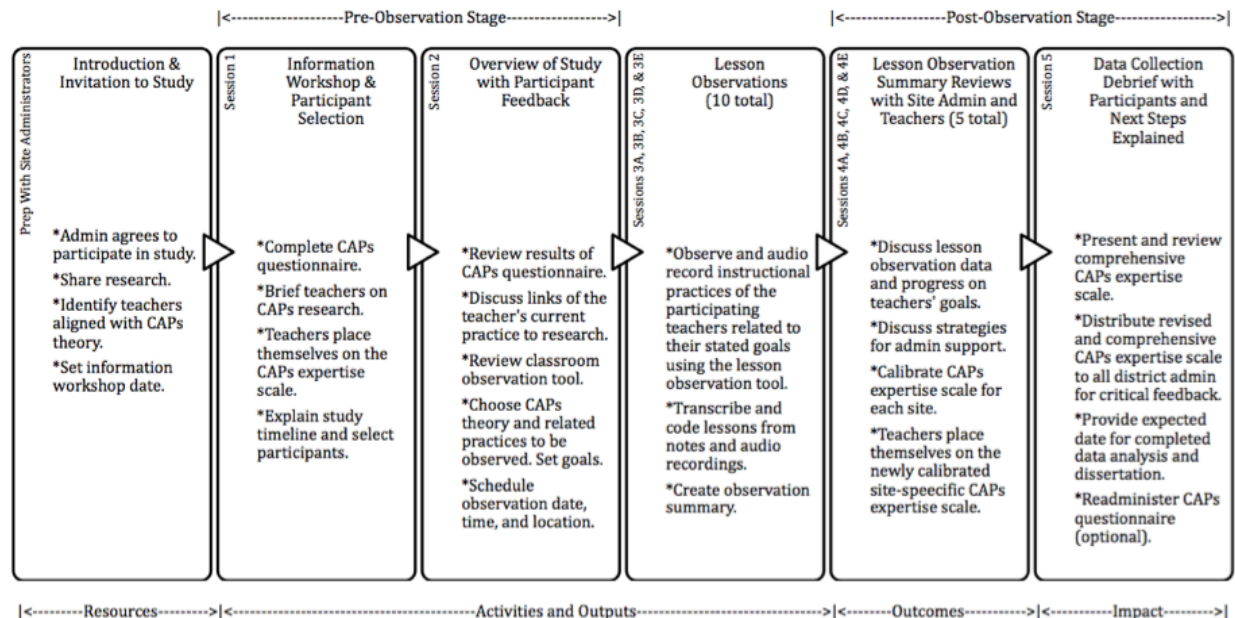 |<--------------------Pre-Observation Stage------------------->|
|<---------------------Post-Observation Stage-------------------->|
Prep With Site Administrators
Introduction &
Invitation to Study
*Admin agrees to
participate in study.
*Share research.
*Identify teachers
aligned with CAPs
theory.
*Set information
workshop date.
Session 1
Information
Workshop &
Participant
Selection
*Complete CAPs
questionnaire.
*Brief teachers on
CAPs research.
*Teachers place
themselves on the
CAPs expertise
scale.
*Explain study
timeline and select
participants.
Session 2
Overview of Study
with Participant
Feedback
*Review results of
CAPs questionnaire.
*Discuss links of the
teacher's current
practice to research.
*Review classroom
observation tool.
*Choose CAPs
theory and related
practices to be
observed. Set goals.
*Schedule
observation date,
time, and location.
Sessions 3A, 3B, 3C, 3D, & 3E
Lesson
Observations
(10 total)
*Observe and audio
record instructional
practices of the
participating
teachers related to
their stated goals
using the lesson
observation tool.
*Transcribe and
code lessons from
notes and audio
recordings.
*Create observation
summary.
Sessions 4A, 4B, 4C, 4D, & 4E
Lesson Observation
Summary Reviews
with Site Admin and
Teachers (5 total)
*Discuss lesson
observation data
and progress on
teachers' goals.
*Discuss strategies
for admin support.
*Calibrate CAPs
expertise scale for
each site.
*Teachers place
themselves on the
newly calibrated
site-speecific CAPs
expertise scale.
Session 5
Data Collection
Debrief with
Participants and
Next Steps
Explained
*Present and review
comprehensive
CAPs expertise
scale.
*Distribute revised
and comprehensive
CAPs expertise scale
to all district admin
for critical feedback.
*Provide expected
date for completed
data analysis and
dissertation.
*Readminister CAPs
questionnaire
(optional).
|<---------Resources-------->|<-----------------------------------Activities and Outputs---------------------------->|<-------Outcomes--------->|<---------Impact-------->|